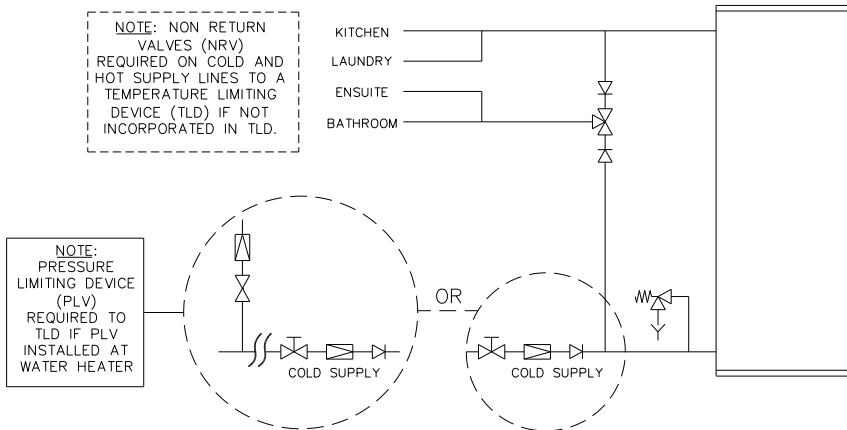 NOTE: NON RETURN
VALVES (NRV)
REQUIRED ON COLD AND
HOT SUPPLY LINES TO A
TEMPERATURE LIMITING
DEVICE (TLD) IF NOT
INCORPORATED IN TLD.
KITCHEN
LAUNDRY
ENSUITE
BATHROOM
NOTE:
PRESSURE
LIMITING DEVICE
(PLV)
REQUIRED TO
TLD IF PLV
INSTALLED AT
WATER HEATER
OR
COLD SUPPLY
COLD SUPPLY